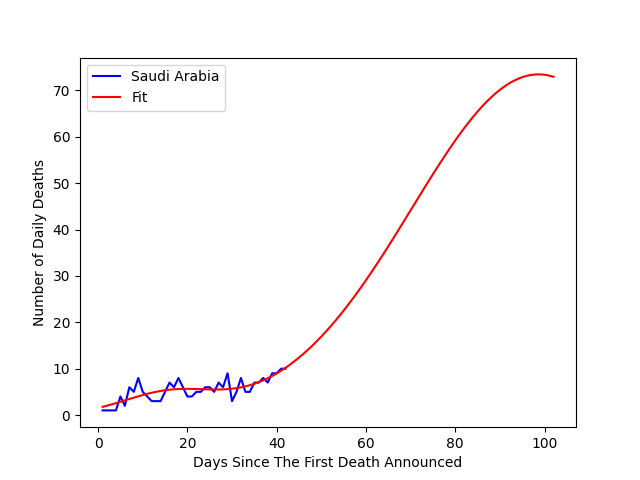 Saudi Arabia
Fit
Number of Daily Deaths
70
60
50
40
30
20
10
0
0 20 40 60 80 100
Days Since The First Death Announced